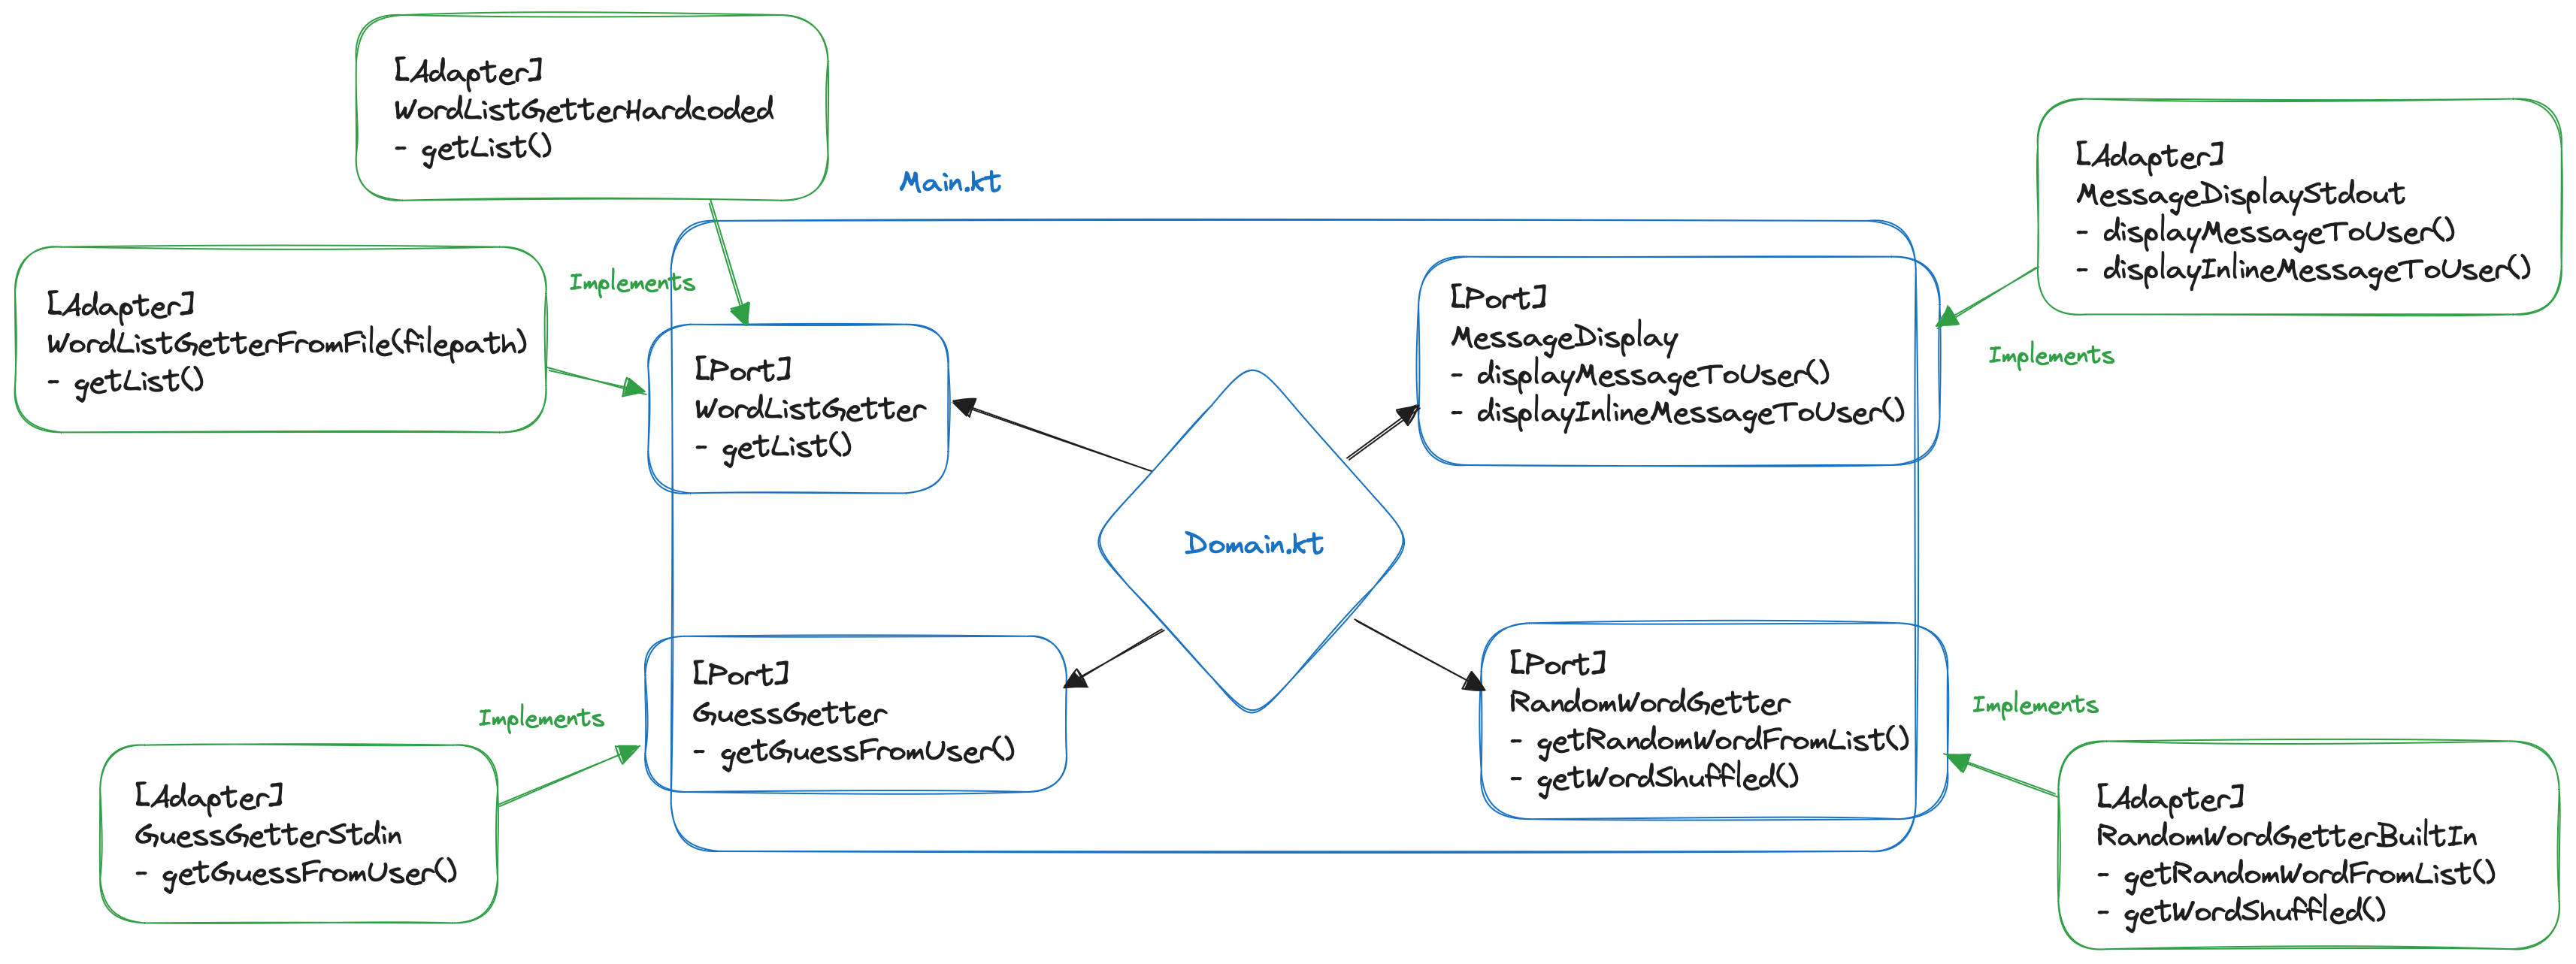 [Adapter]
WordListGetterHardcoded
- getList()
Main.kt
[Adapter]
MessageDisplayStdout
- displayMessageToUser()
- displayInlineMessageToUser()
[Adapter]
WordListGetterFromFile(filepath)
- getList()
Implements
[Port]
WordListGetter
- getList()
[Port]
MessageDisplay
- displayMessageToUser()
- displayInlineMessageToUser()
Implements
Domain.kt
[Port]
GuessGetter
- getGuessFromUser()
[Port]
RandomWordGetter
- getRandomWordFromList()
- getWordShuffled()
Implements
Implements
[Adapter]
GuessGetterStdin
- getGuessFromUser()
[Adapter]
RandomWordGetterBuiltIn
- getRandomWordFromList()
- getWordShuffled()